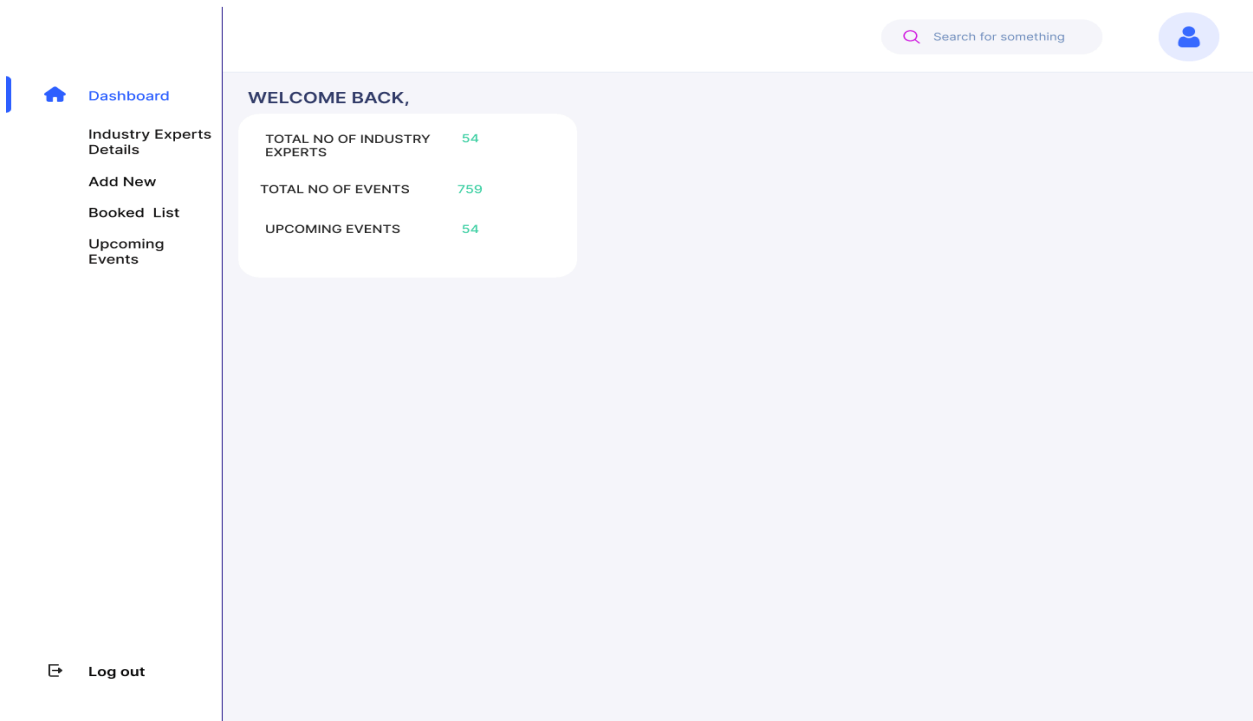 Search for something
Dashboard
Industry Experts
Details
Add New
Booked  List
Upcoming
Events
Log out
WELCOME BACK,
TOTAL NO OF INDUSTRY
EXPERTS
54
TOTAL NO OF EVENTS
759
UPCOMING EVENTS
54